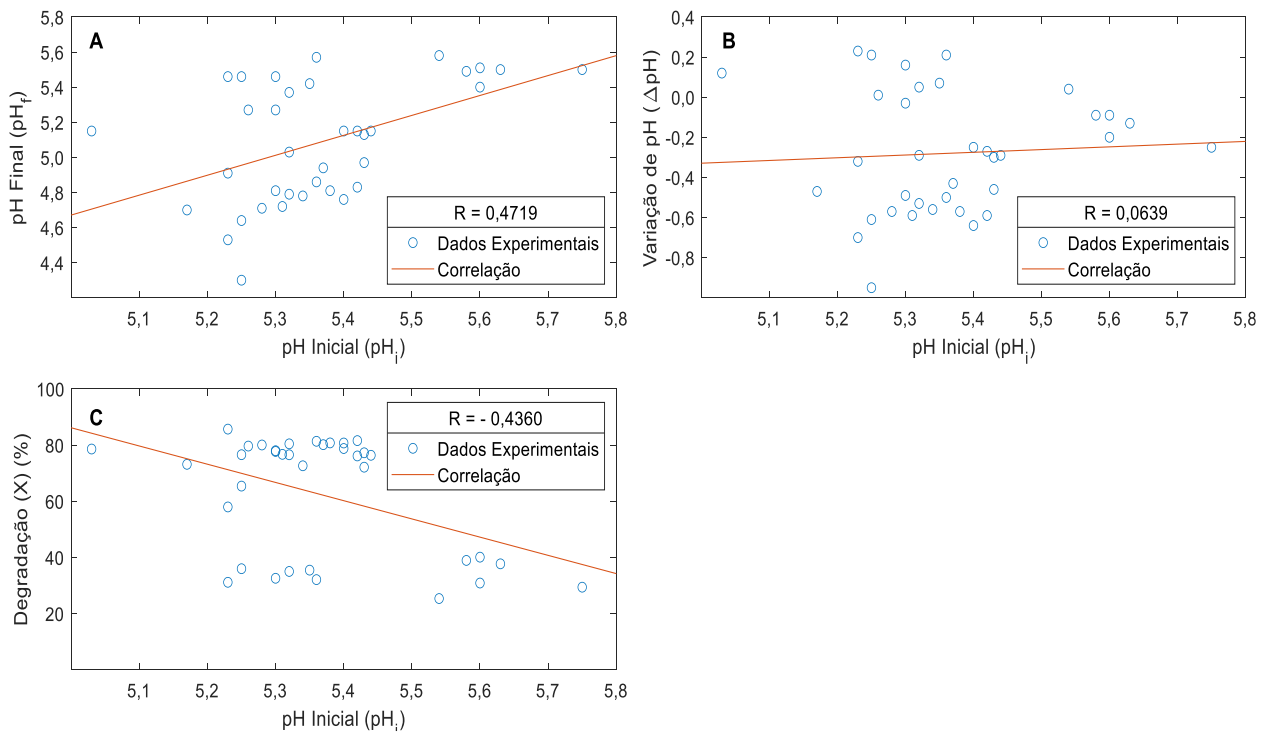 A
5,8
5,6
5,4
5,2
5,0
4,8
4,6
4,4
pH Final (pHf)
R = 0,4719
Dados Experimentais
Correlação
5,1 5,2 5,3 5,4 5,5 5,6 5,7 5,8
pH Inicial (pHi)
B
0,4
0,2
0,0
-0,2
-0,4
-0,6
-0,8
Variação de pH ( ΔpH)
R = 0,0639
Dados Experimentais
Correlação
5,1 5,2 5,3 5,4 5,5 5,6 5,7 5,8
pH Inicial (pHi)
C
100
80
60
40
20
Degradação (X) (%)
R = - 0,4360
Dados Experimentais
Correlação
5,1 5,2 5,3 5,4 5,5 5,6 5,7 5,8
pH Inicial (pHi)